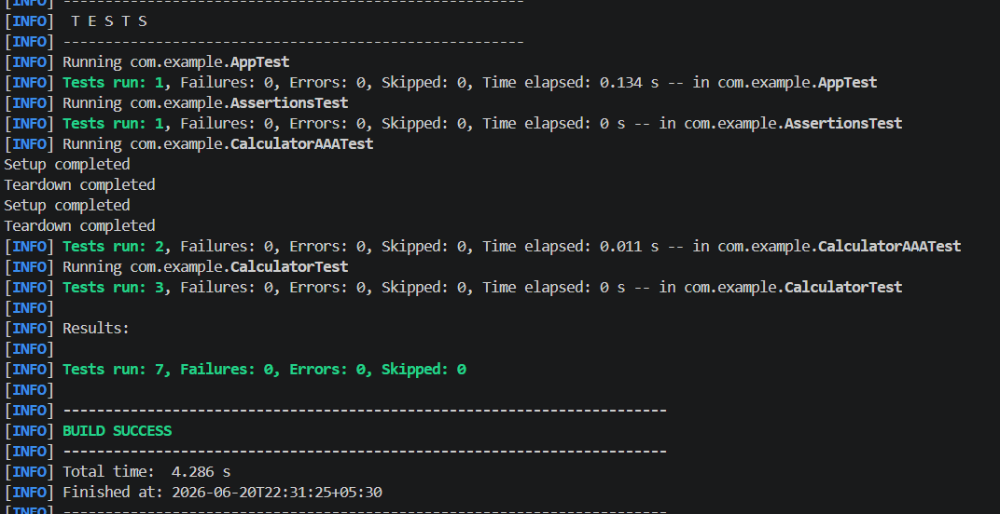 [INFO] -------------------------------------------------------
[INFO]  T E S T S
[INFO] -------------------------------------------------------
[INFO] Running com.example.AppTest
[INFO] Tests run: 1, Failures: 0, Errors: 0, Skipped: 0, Time elapsed: 0.134 s -- in com.example.AppTest
[INFO] Running com.example.AssertionsTest
[INFO] Tests run: 1, Failures: 0, Errors: 0, Skipped: 0, Time elapsed: 0 s -- in com.example.AssertionsTest
[INFO] Running com.example.CalculatorAAATest
Setup completed
Teardown completed
Setup completed
Teardown completed
[INFO] Tests run: 2, Failures: 0, Errors: 0, Skipped: 0, Time elapsed: 0.011 s -- in com.example.CalculatorAAATest
[INFO] Running com.example.CalculatorTest
[INFO] Tests run: 3, Failures: 0, Errors: 0, Skipped: 0, Time elapsed: 0 s -- in com.example.CalculatorTest
[INFO]
[INFO] Results:
[INFO]
[INFO] Tests run: 7, Failures: 0, Errors: 0, Skipped: 0
[INFO]
[INFO] ------------------------------------------------------------------------
[INFO] BUILD SUCCESS
[INFO] ------------------------------------------------------------------------
[INFO] Total time:  4.286 s
[INFO] Finished at: 2026-06-20T22:31:25+05:30
[INFO] ------------------------------------------------------------------------